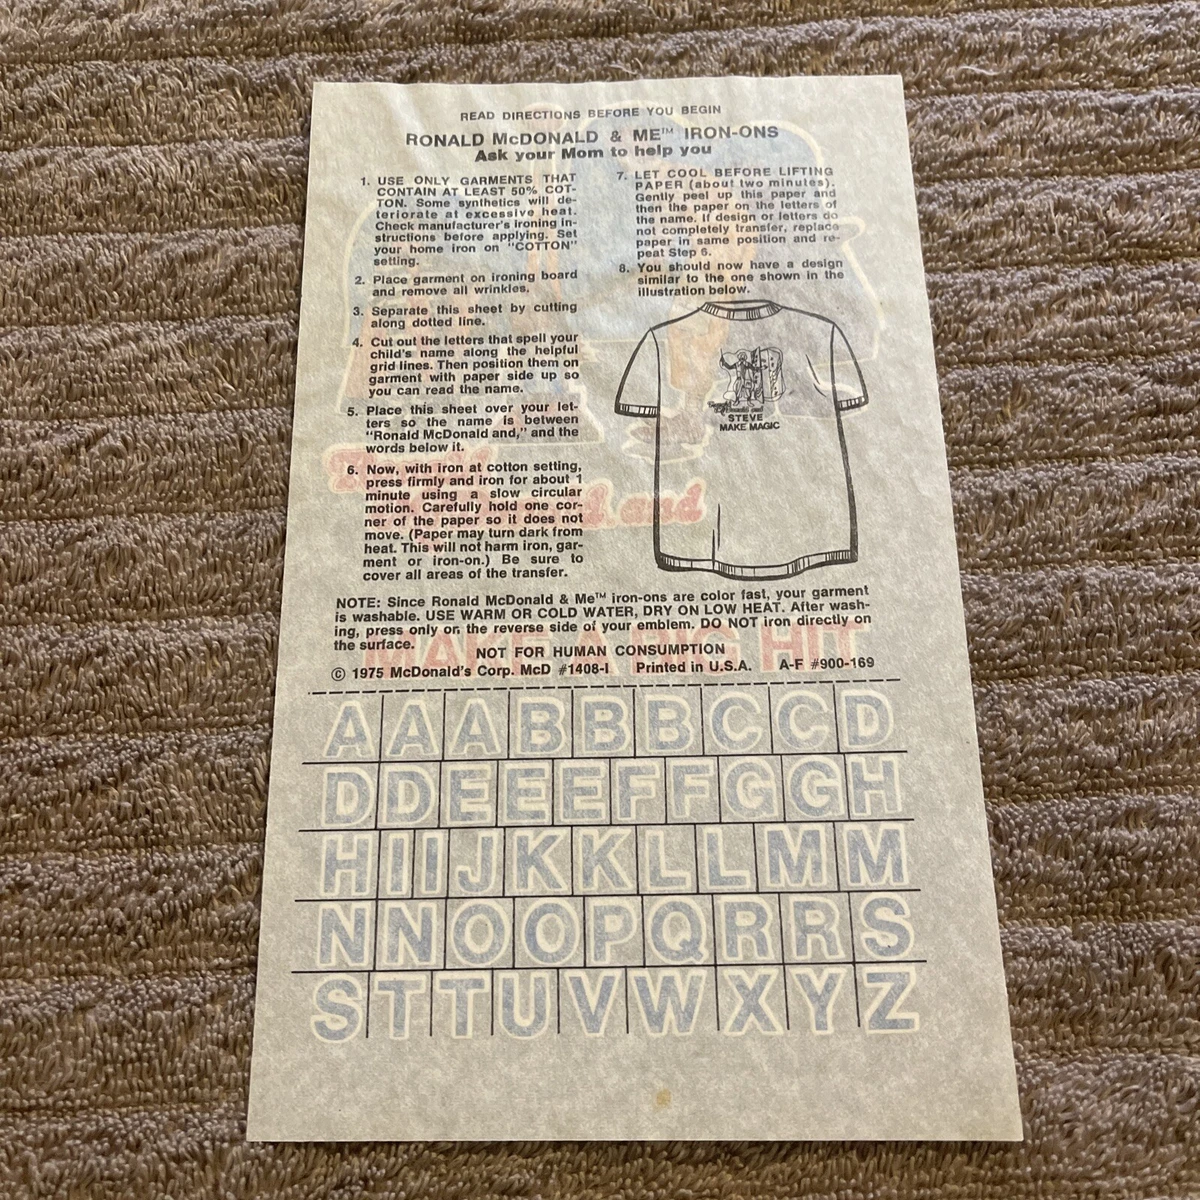 READ DIRECTIONS BEFORE YOU BEGIN
RONALD McDONALD & ME™ IRON-ONS
Ask your Mom to help you
1. USE ONLY GARMENTS THAT
CONTAIN AT LEAST 50% COT-
TON. Some synthetics will de-
teriorate at excessive heat.
Check manufacturer's ironing in-
structions before applying. Set
your home iron on "COTTON"
setting.
2. Place garment on ironing board
and remove all wrinkles.
3. Separate this sheet by cutting
along dotted line.
4. Cut out the letters that spell your
child's name along the helpful
grid lines. Then position them on
garment with paper side up so
you can read the name.
5. Place this sheet over your let-
ters so the name is between
"Ronald McDonald and," and the
words below it.
6. Now, with iron at cotton setting,
press firmly and iron for about 1
minute using a slow circular
motion. Carefully hold one cor-
ner of the paper so it does not
move. (Paper may turn dark from
heat. This will not harm iron, gar-
ment or iron-on.) Be sure to
cover all areas of the transfer.
7. LET COOL BEFORE LIFTING
PAPER (about two minutes).
Gently peel up this paper and
then the paper on the letters of
the name. If design or letters do
not completely transfer, replace
paper in same position and re-
peat Step 6.
8. You should now have a design
similar to the one shown in the
illustration below.
Ronald
McDonald and
STEVE
MAKE MAGIC
and
NOTE: Since Ronald McDonald & Me™ iron-ons are color fast, your garment
is washable. USE WARM OR COLD WATER, DRY ON LOW HEAT. After wash-
ing, press only on the reverse side of your emblem. DO NOT iron directly on
the surface.
MAKE A BIG HIT
NOT FOR HUMAN CONSUMPTION
© 1975 McDonald's Corp. McD #1408-I Printed in U.S.A. A-F #900-169
A A A B B B C C D
D D E E E F F G G H
H I I J K K L L M M
N N O O P Q R R S
S T T U V W X Y Z